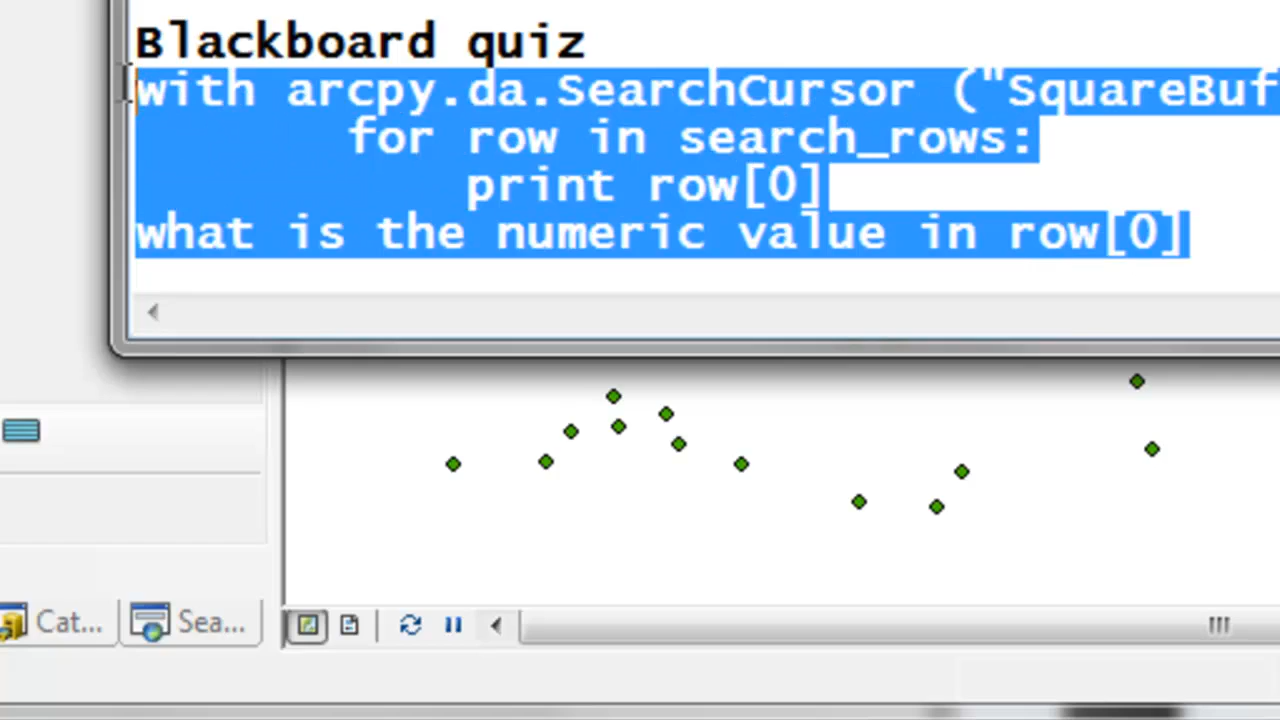 Blackboard quiz
with arcpy.da.SearchCursor ("SquareBuf
for row in search_rows:
print row[0]
what is the numeric value in row[0]
Cat... Sea...